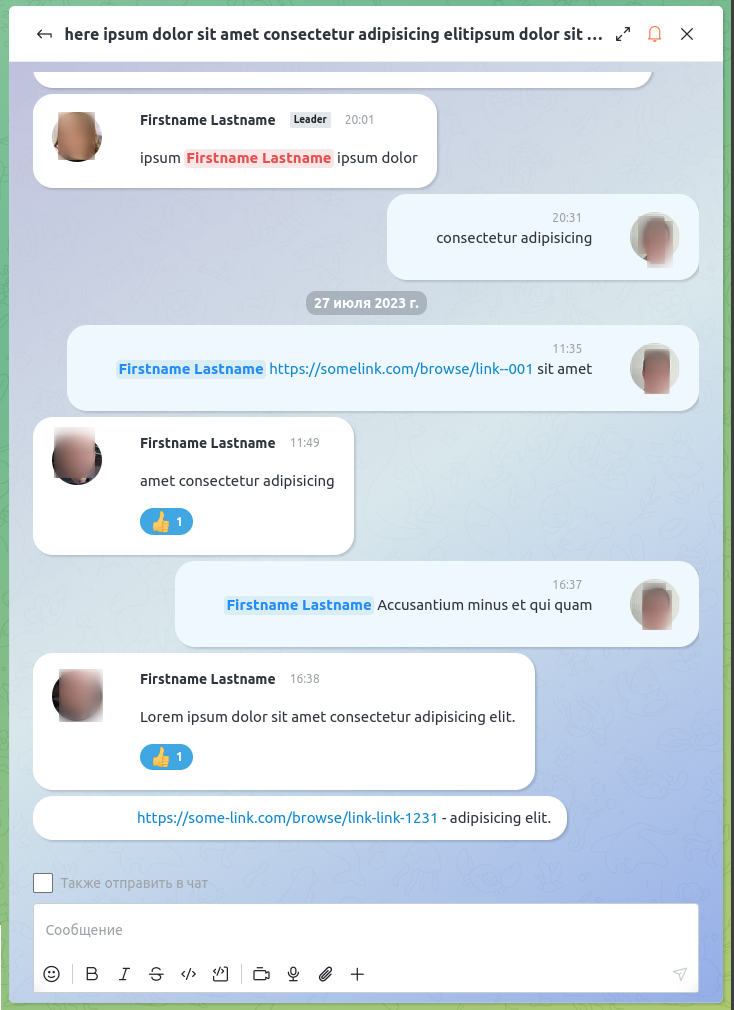 here ipsum dolor sit amet consectetur adipisicing elitipsum dolor sit ...
Firstname Lastname Leader 20:01
ipsum Firstname Lastname ipsum dolor
20:31
consectetur adipisicing
27 июля 2023 г.
11:35
Firstname Lastname https://somelink.com/browse/link--001 sit amet
Firstname Lastname 11:49
amet consectetur adipisicing
👍 1
16:37
Firstname Lastname Accusantium minus et qui quam
Firstname Lastname 16:38
Lorem ipsum dolor sit amet consectetur adipisicing elit.
👍 1
https://some-link.com/browse/link-link-1231 - adipisicing elit.
Также отправить в чат
Сообщение